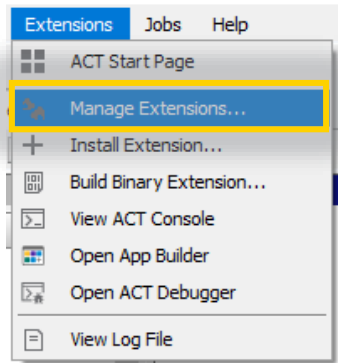 Extensions Jobs Help
ACT Start Page
Manage Extensions...
Install Extension...
Build Binary Extension...
View ACT Console
Open App Builder
Open ACT Debugger
View Log File